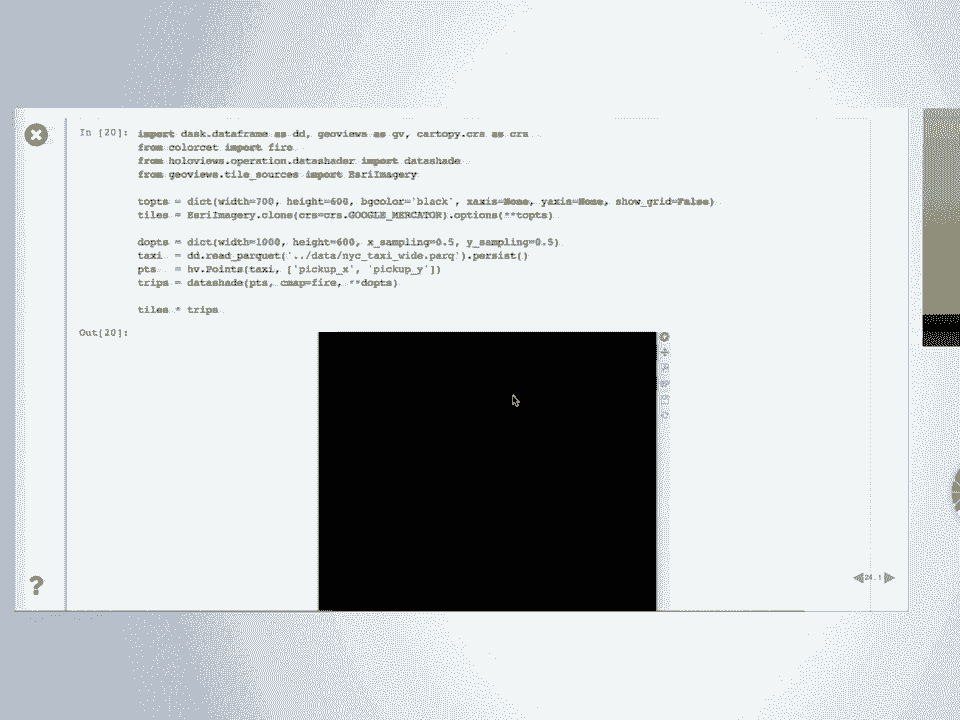 In [20]: import dask.dataframe as dd, geoviews as gv, cartopy.crs as crs
from colorcet import fire
from holoviews.operation.datashader import datashade
from geoviews.tile_sources import EsriImagery
topts = dict(width=700, height=600, bgcolor='black', xaxis=None, yaxis=None, show_grid=False)
tiles = EsriImagery.clone(crs=crs.GOOGLE_MERCATOR).options(**topts)
dopts = dict(width=1000, height=600, x_sampling=0.5, y_sampling=0.5)
taxi = dd.read_parquet('../data/nyc_taxi_wide.parq').persist()
pts = hv.Points(taxi, ['pickup_x', 'pickup_y'])
trips = datashade(pts, cmap=fire, **dopts)
tiles * trips
Out[20]:
?
24.1